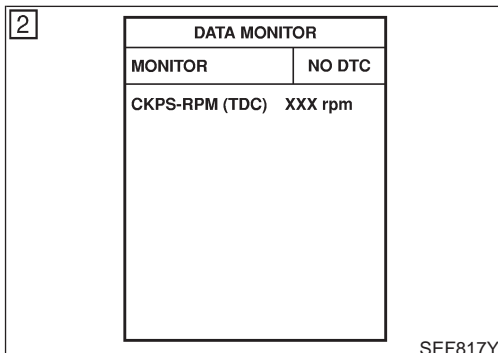 2
DATA MONITOR
MONITOR NO DTC
CKPS-RPM (TDC) XXX rpm
SEF817Y